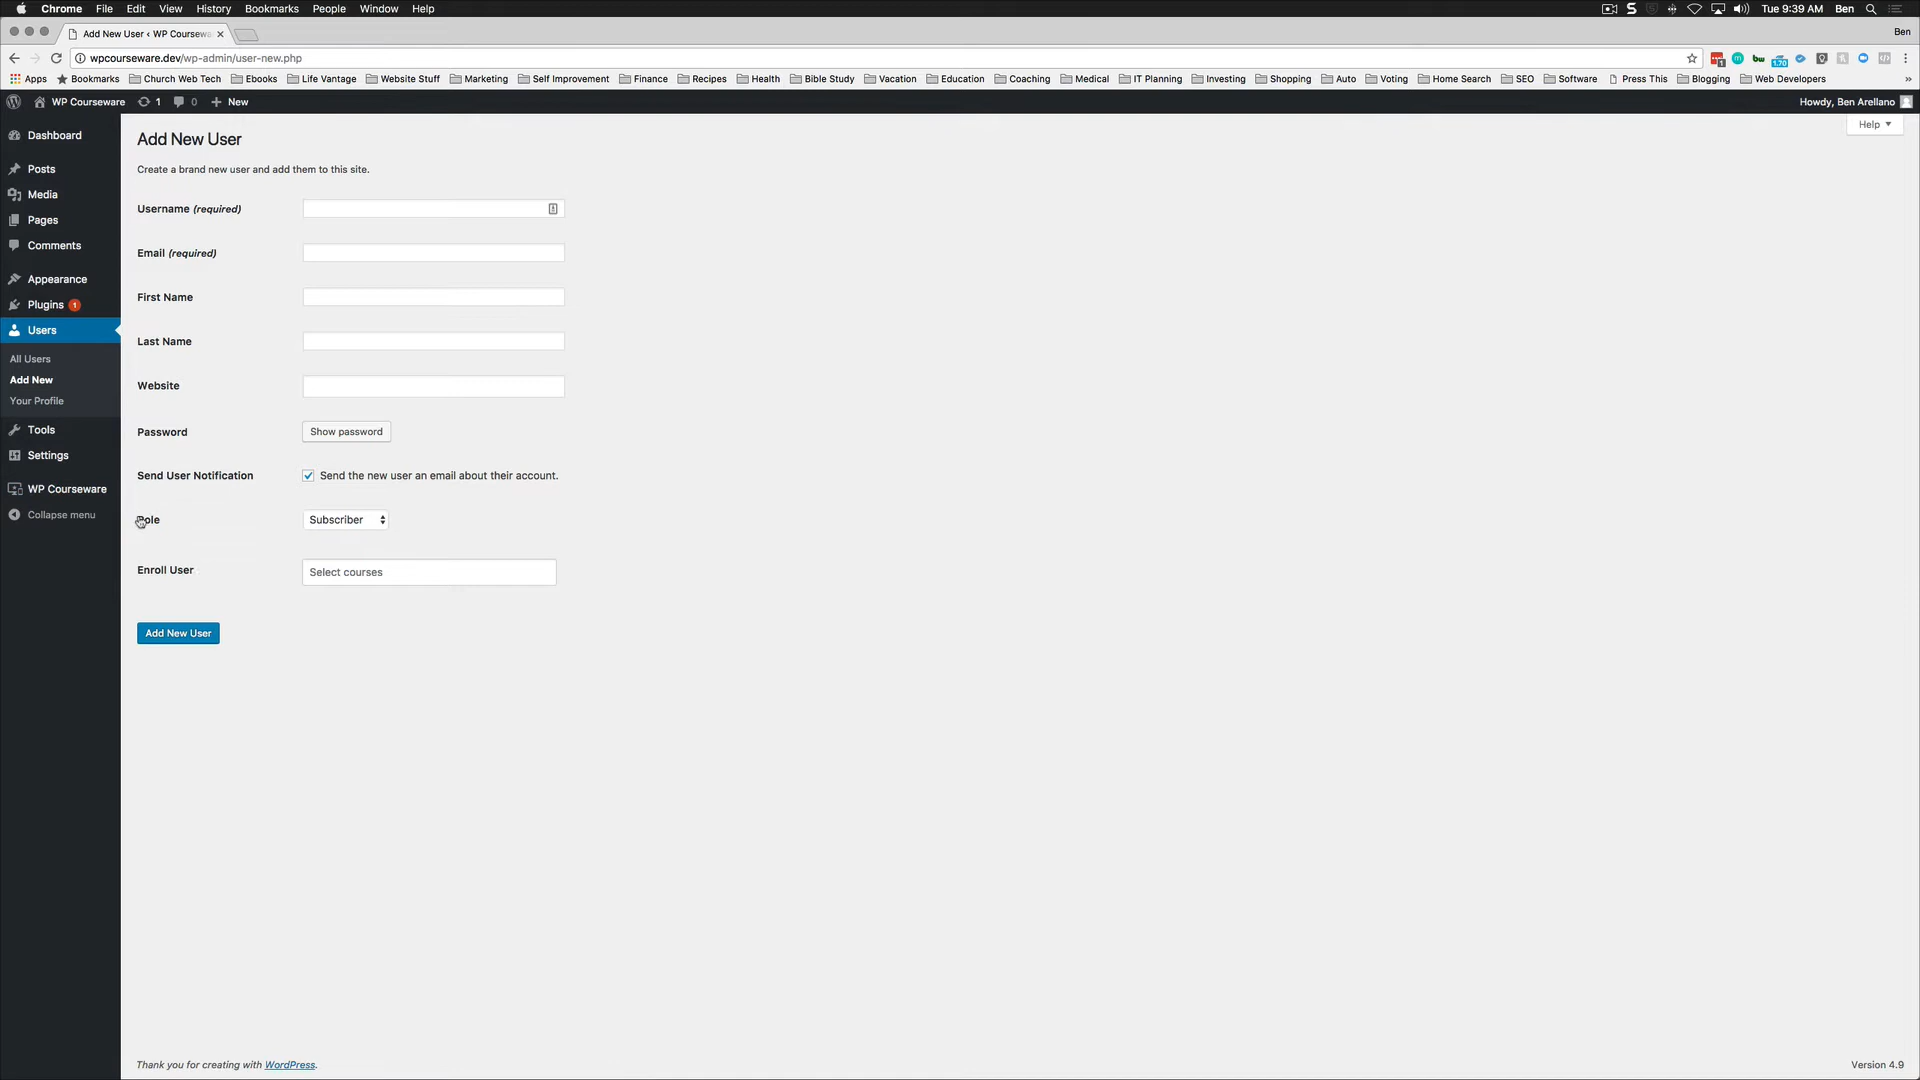 Chrome File Edit View History Bookmarks People Window Help Tue 9:39 AM Ben
Add New User ‹ WP Coursewa Ben
wpcourseware.dev/wp-admin/user-new.php
Apps Bookmarks Church Web Tech Ebooks Life Vantage Website Stuff Marketing Self Improvement Finance Recipes Health Bible Study Vacation Education Coaching Medical IT Planning Investing Shopping Auto Voting Home Search SEO Software Press This Blogging Web Developers »
WP Courseware 1 0 New Howdy, Ben Arellano
Help
Dashboard
Posts
Media
Pages
Comments
Appearance
Plugins 1
Users
All Users
Add New
Your Profile
Tools
Settings
WP Courseware
Collapse menu
Add New User
Create a brand new user and add them to this site.
Username (required)
Email (required)
First Name
Last Name
Website
Password Show password
Send User Notification Send the new user an email about their account.
Role Subscriber
Enroll User Select courses
Add New User
Thank you for creating with WordPress. Version 4.9